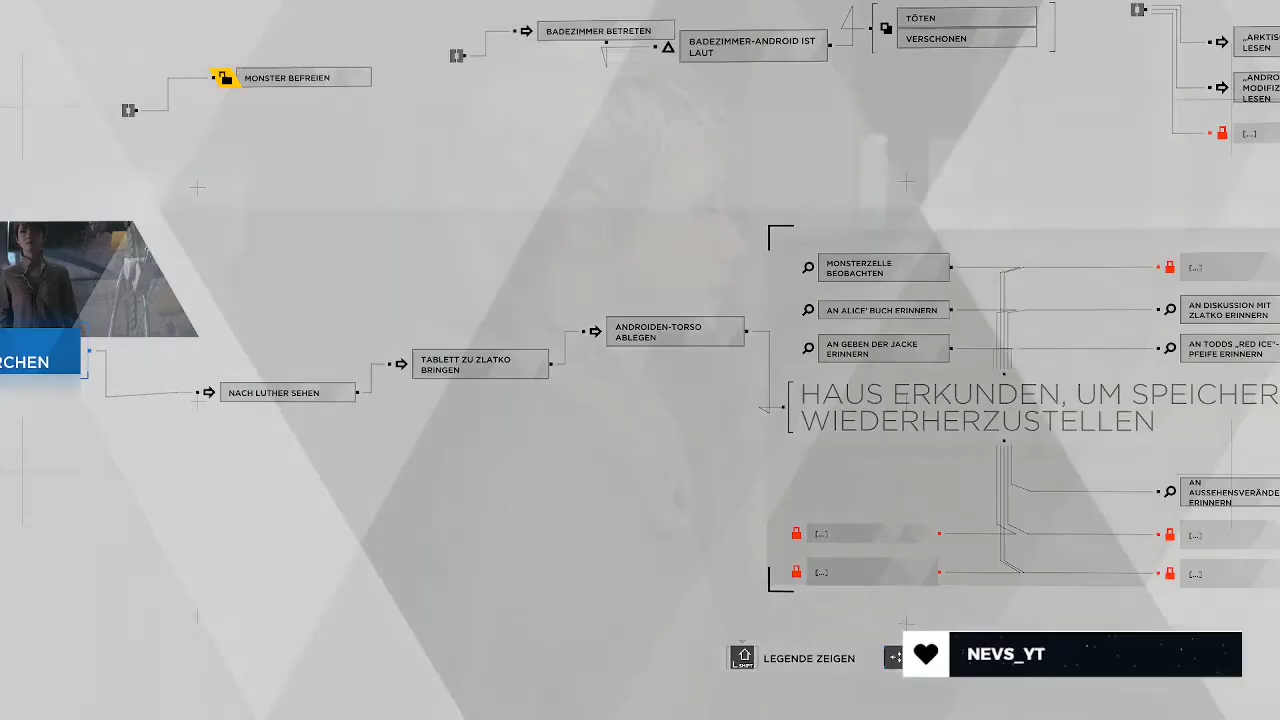 TÖTEN
BADEZIMMER BETRETEN
VERSCHONEN
BADEZIMMER-ANDROID IST
LAUT
„ARKTIS
LESEN
MONSTER BEFREIEN
„ANDRO
MODIFIZ
LESEN
[...]
MONSTERZELLE
BEOBACHTEN
[...]
AN ALICE' BUCH ERINNERN
AN DISKUSSION MIT
ZLATKO ERINNERN
AN GEBEN DER JACKE
ERINNERN
AN TODDS „RED ICE"-
PFEIFE ERINNERN
ANDROIDEN-TORSO
ABLEGEN
RCHEN
TABLETT ZU ZLATKO
BRINGEN
NACH LUTHER SEHEN
HAUS ERKUNDEN, UM SPEICHER
WIEDERHERZUSTELLEN
AN
AUSSEHENSVERÄNDE
ERINNERN
[...]
[...]
[...]
[...]
L SHIFT
LEGENDE ZEIGEN
NEVS_YT